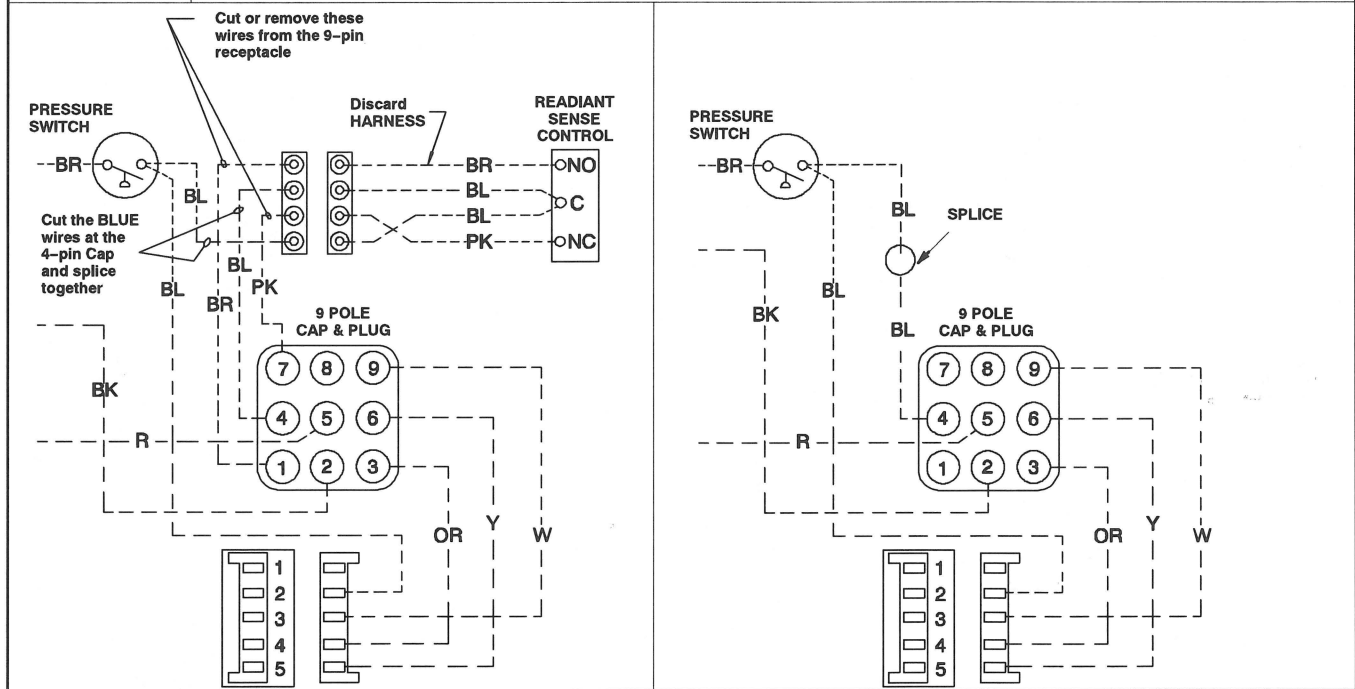 Cut or remove these
wires from the 9–pin
receptacle
PRESSURE
SWITCH
Discard
HARNESS
READIANT
SENSE
CONTROL
BR
BR
NO
BL
BL
C
BL
PK
NC
Cut the BLUE
wires at the
4–pin Cap
and splice
together
BL
BL
PK
BR
9 POLE
CAP & PLUG
7 8 9
BK
4 5 6
R
1 2 3
OR
Y
W
1
2
3
4
5
PRESSURE
SWITCH
BR
BL
SPLICE
BL
BK
BL
9 POLE
CAP & PLUG
7 8 9
4 5 6
R
1 2 3
OR
Y
W
1
2
3
4
5